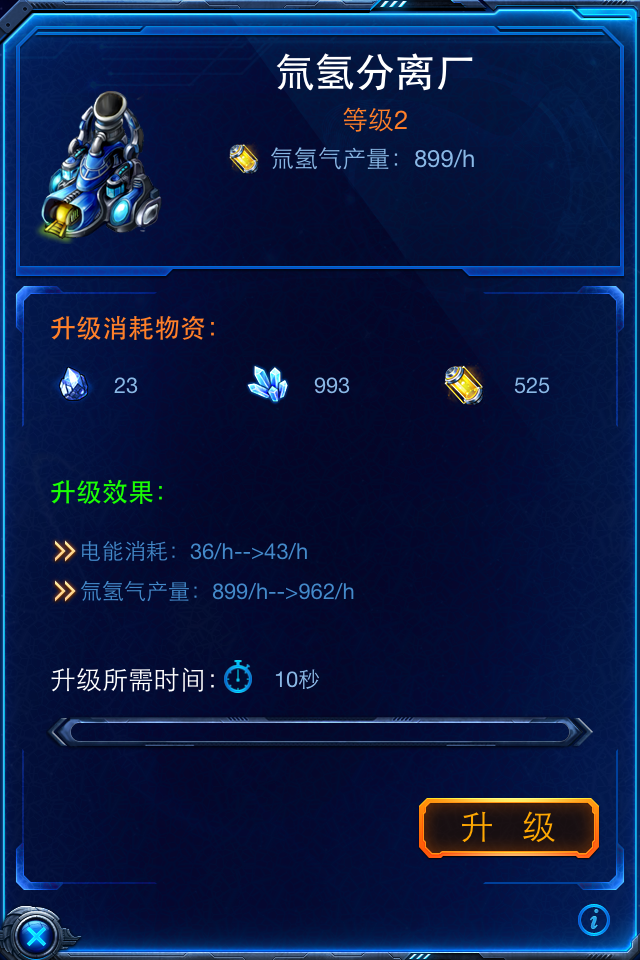 氚氢分离厂
等级2
氚氢气产量：899/h
升级消耗物资：
23 993 525
升级效果：
电能消耗：36/h-->43/h
氚氢气产量：899/h-->962/h
升级所需时间： 10秒
升 级